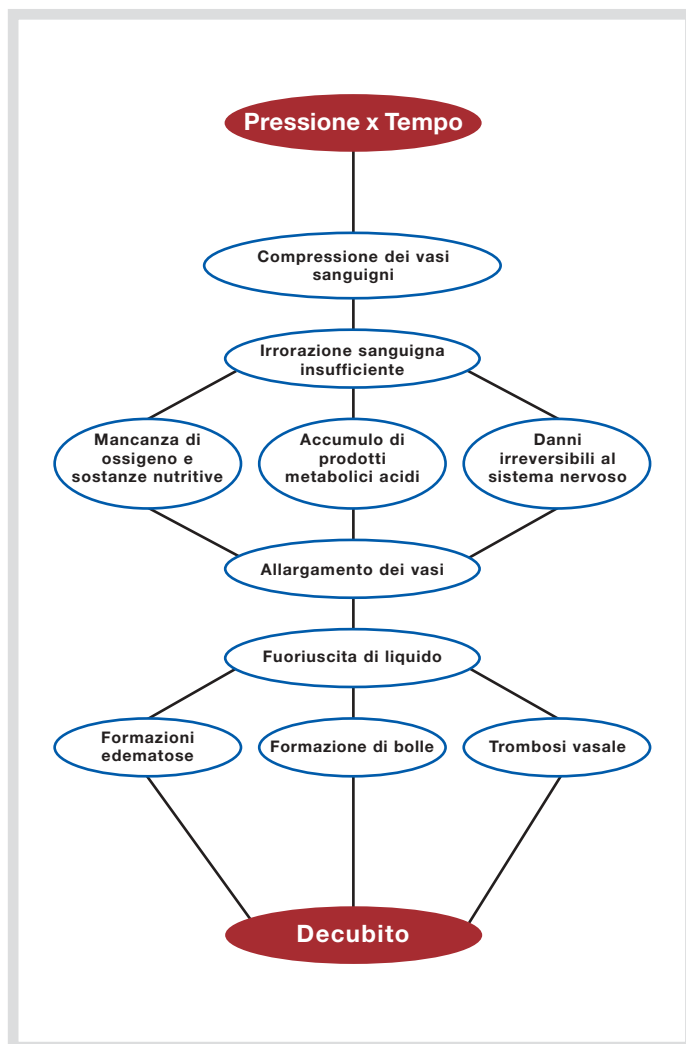 Pressione x Tempo
Compressione dei vasi
sanguigni
Irrorazione sanguigna
insufficiente
Mancanza di
ossigeno e
sostanze nutritive
Accumulo di
prodotti
metabolici acidi
Danni
irreversibili al
sistema nervoso
Allargamento dei vasi
Fuoriuscita di liquido
Formazioni
edematose
Formazione di bolle
Trombosi vasale
Decubito